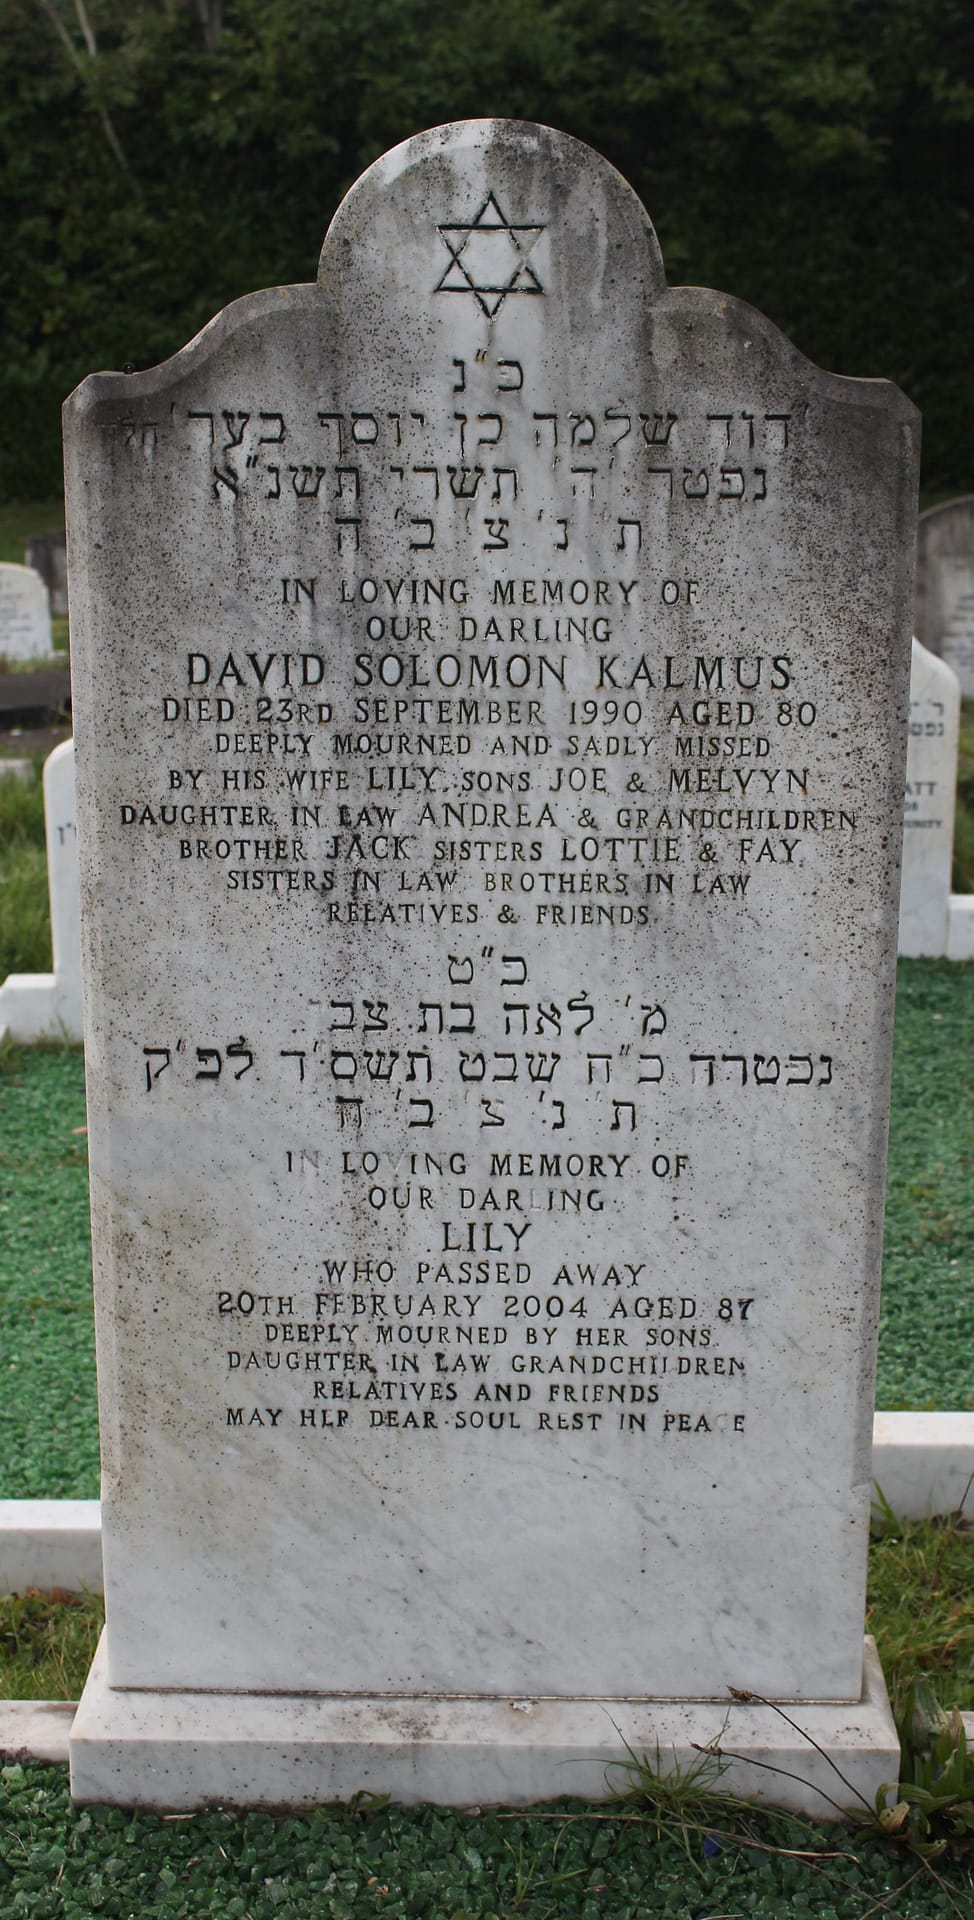 כ"נ
דוד שלמה בן יוסף בער'
נפטר 'ה' תשרי תשנ"א
ת נ' צ' ב' ה
IN LOVING MEMORY OF
OUR DARLING
DAVID SOLOMON KALMUS
DIED 23RD SEPTEMBER 1990 AGED 80
DEEPLY MOURNED AND SADLY MISSED
BY HIS WIFE LILY SONS JOE & MELVYN
DAUGHTER IN LAW ANDREA & GRANDCHILDREN
BROTHER JACK SISTERS LOTTIE & FAY
SISTERS IN LAW BROTHERS IN LAW
RELATIVES & FRIENDS
כ"ט
מ' לאה בת צבי
נפטרה כ"ח שבט תשס'ד לפ'ק
ת' נ' צ' ב' ה
IN LOVING MEMORY OF
OUR DARLING
LILY
WHO PASSED AWAY
20TH FEBRUARY 2004 AGED 87
DEEPLY MOURNED BY HER SONS
DAUGHTER IN LAW GRANDCHILDREN
RELATIVES AND FRIENDS
MAY HER DEAR SOUL REST IN PEACE